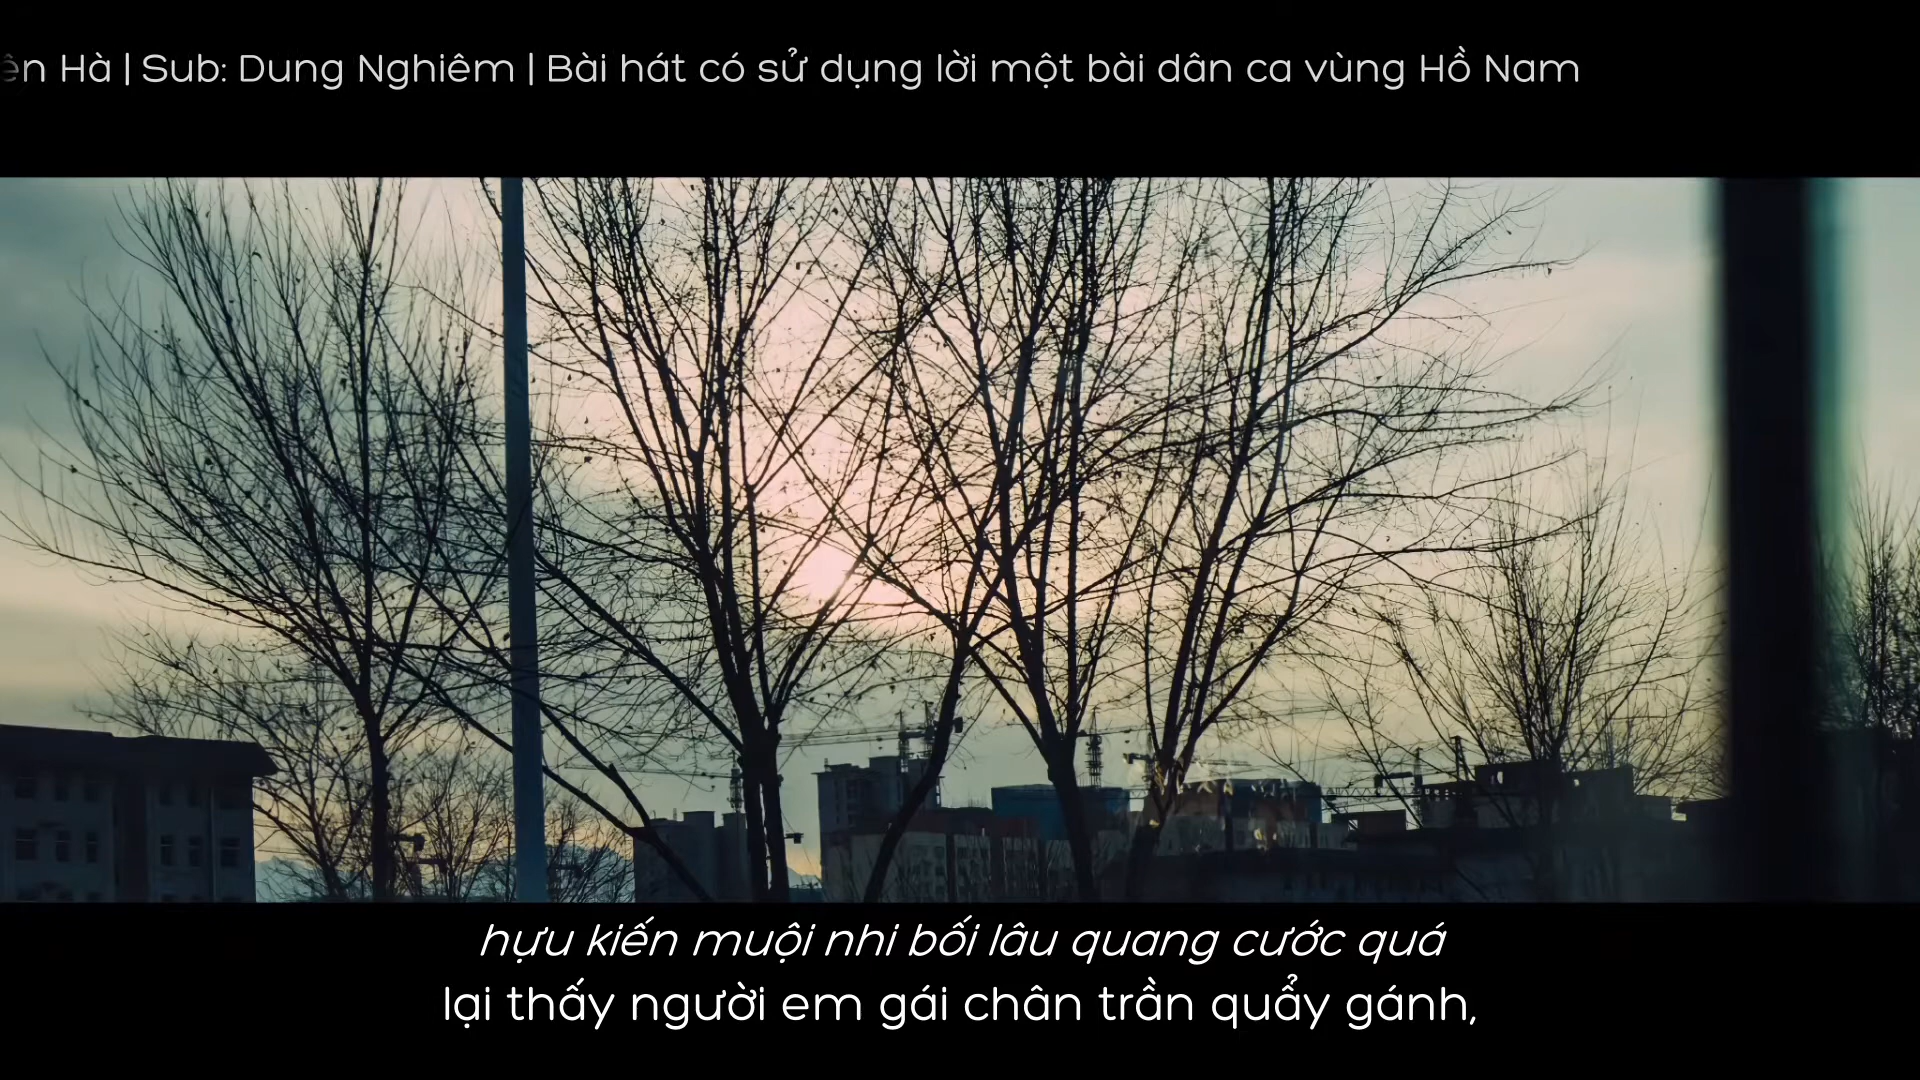 ên Hà | Sub: Dung Nghiêm | Bài hát có sử dụng lời một bài dân ca vùng Hồ Nam
hựu kiến muội nhi bối lâu quang cước quá
lại thấy người em gái chân trần quẩy gánh,